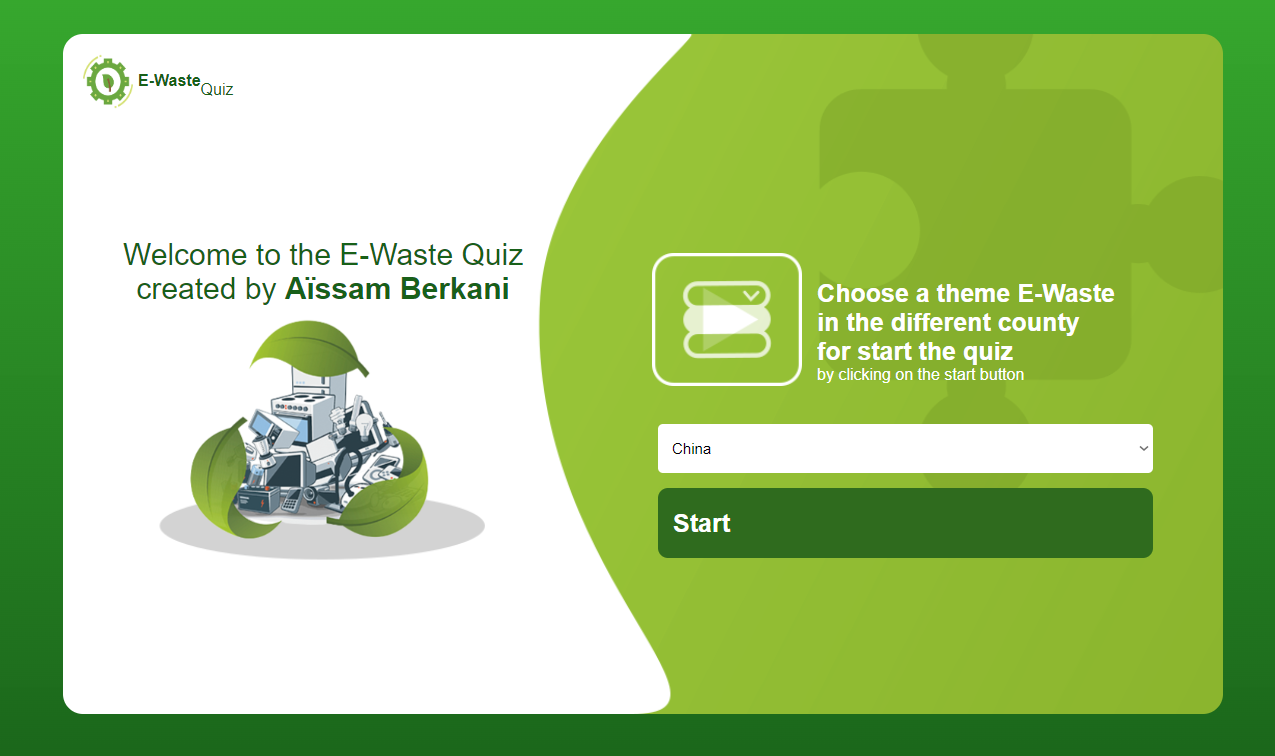 E-Waste Quiz
Welcome to the E-Waste Quiz
created by Aïssam Berkani
Choose a theme E-Waste
in the different county
for start the quiz
by clicking on the start button
China
Start